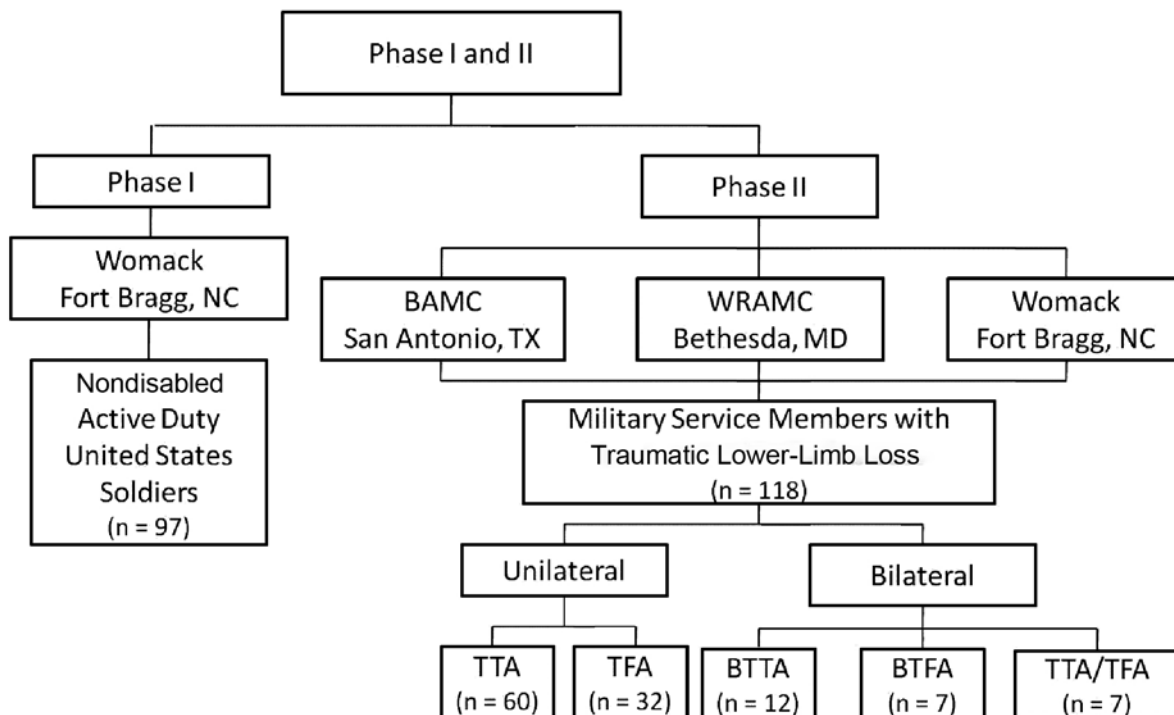 Phase I and II
Phase I
Phase II
Womack
Fort Bragg, NC
BAMC
San Antonio, TX
WRAMC
Bethesda, MD
Womack
Fort Bragg, NC
Nondisabled
Active Duty
United States
Soldiers
(n = 97)
Military Service Members with
Traumatic Lower-Limb Loss
(n = 118)
Unilateral
Bilateral
TTA
(n = 60)
TFA
(n = 32)
BTTA
(n = 12)
BTFA
(n = 7)
TTA/TFA
(n = 7)